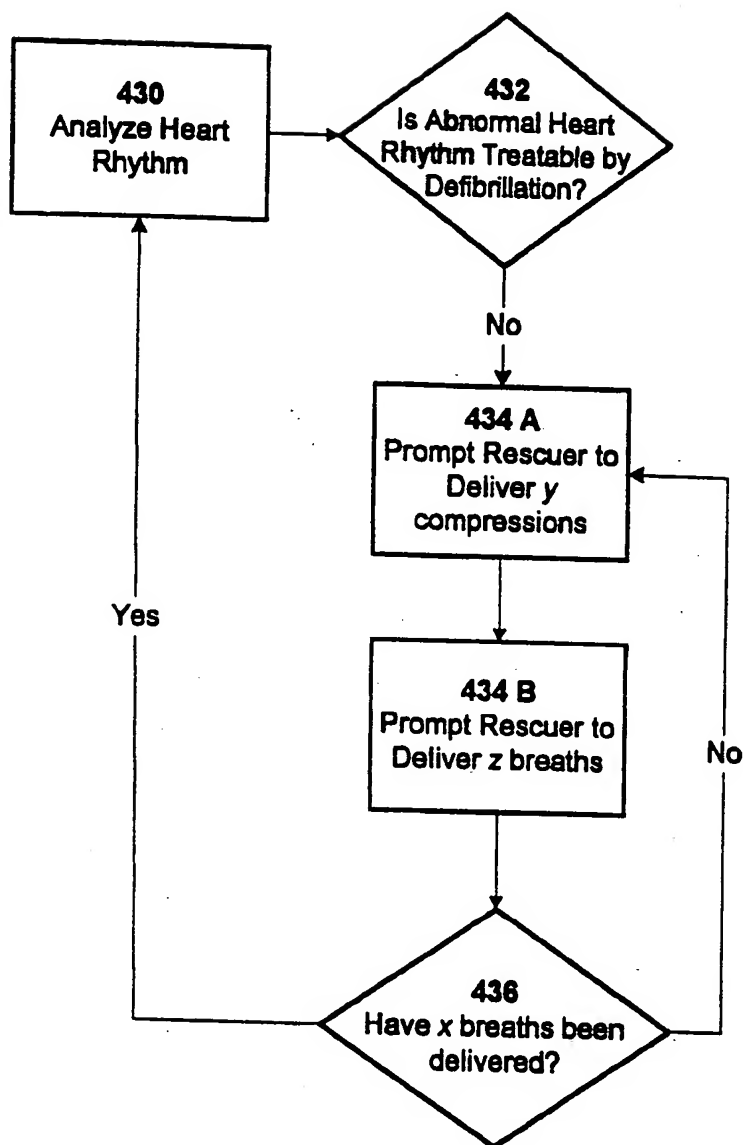 430
Analyze Heart
Rhythm
432
Is Abnormal Heart
Rhythm Treatable by
Defibrillation?
No
434 A
Prompt Rescuer to
Deliver y
compressions
434 B
Prompt Rescuer to
Deliver z breaths
Yes
No
436
Have x breaths been
delivered?